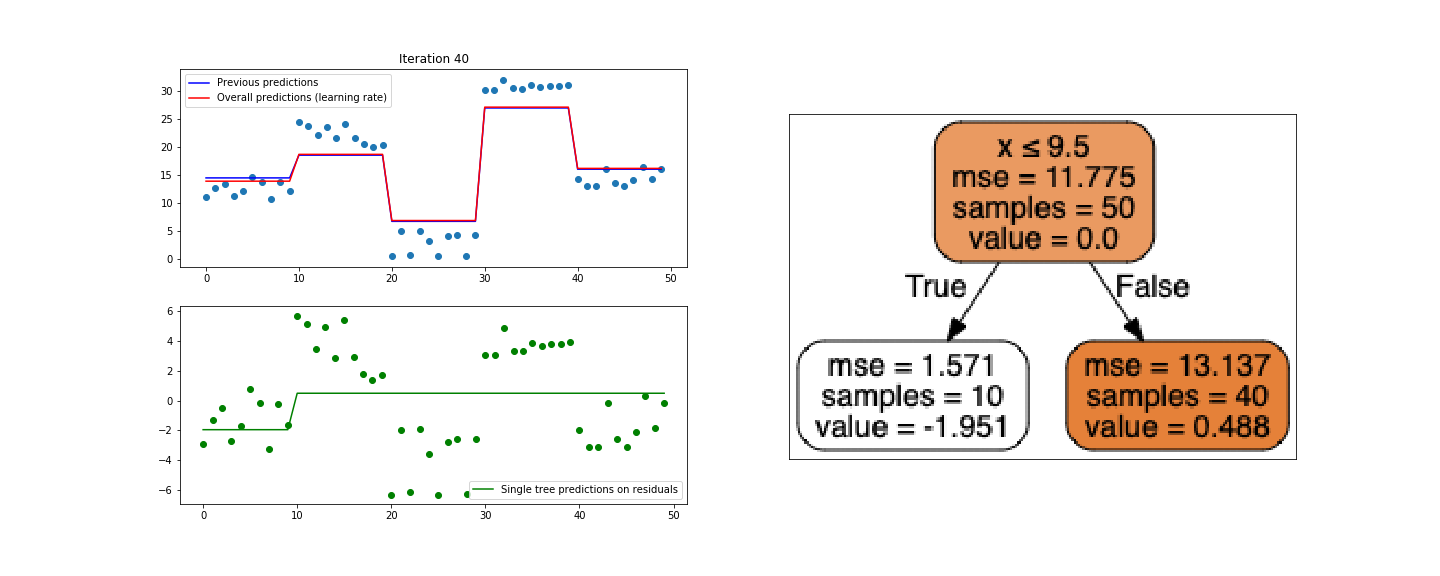 Iteration 40
Previous predictions
Overall predictions (learning rate)
30
25
20
15
10
5
0
0
10
20
30
40
50
6
4
2
0
−2
−4
−6
Single tree predictions on residuals
0
10
20
30
40
50
x ≤ 9.5
mse = 11.775
samples = 50
value = 0.0
True
False
mse = 1.571
samples = 10
value = -1.951
mse = 13.137
samples = 40
value = 0.488